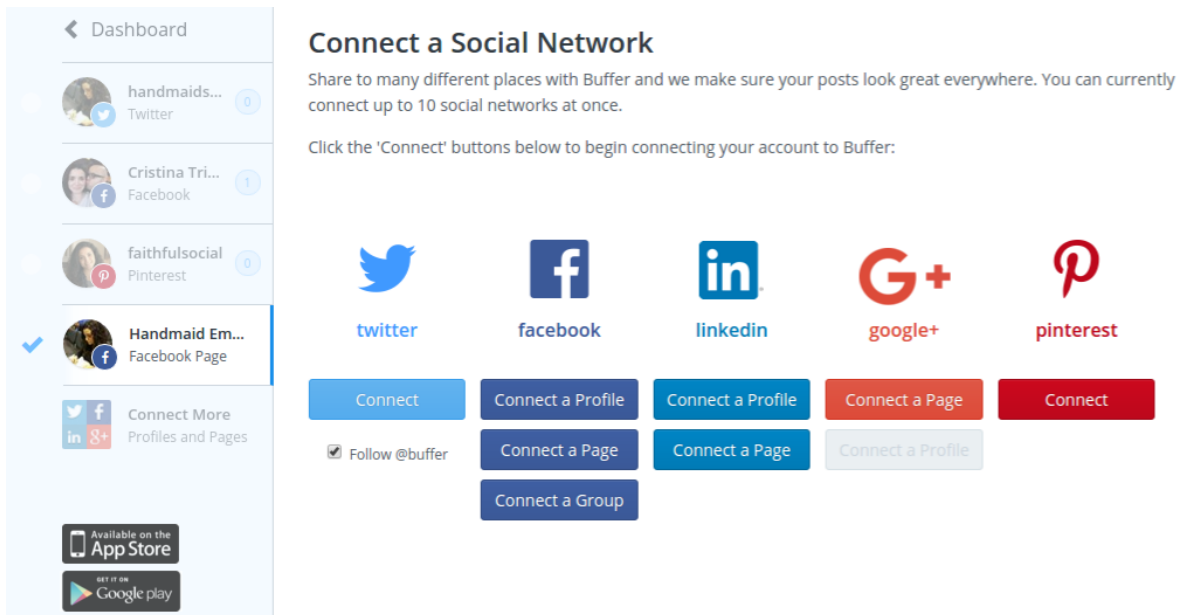 Dashboard
handmaids...
Twitter
0
Cristina Tri...
Facebook
1
faithfulsocial
Pinterest
0
Handmaid Em...
Facebook Page
Connect More
Profiles and Pages
Available on the
App Store
GET IT ON
Google play
Connect a Social Network
Share to many different places with Buffer and we make sure your posts look great everywhere. You can currently
connect up to 10 social networks at once.
Click the 'Connect' buttons below to begin connecting your account to Buffer:
twitter
facebook
linkedin
google+
pinterest
Connect
Connect a Profile
Connect a Profile
Connect a Page
Connect
Follow @buffer
Connect a Page
Connect a Page
Connect a Profile
Connect a Group